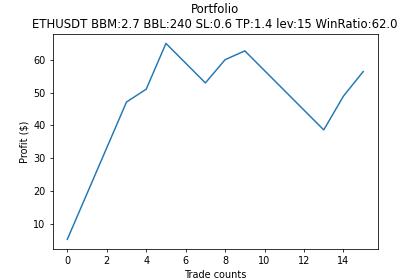 Portfolio
ETHUSDT BBM:2.7 BBL:240 SL:0.6 TP:1.4 lev:15 WinRatio:62.0
Profit ($)
60
50
40
30
20
10
0 2 4 6 8 10 12 14
Trade counts